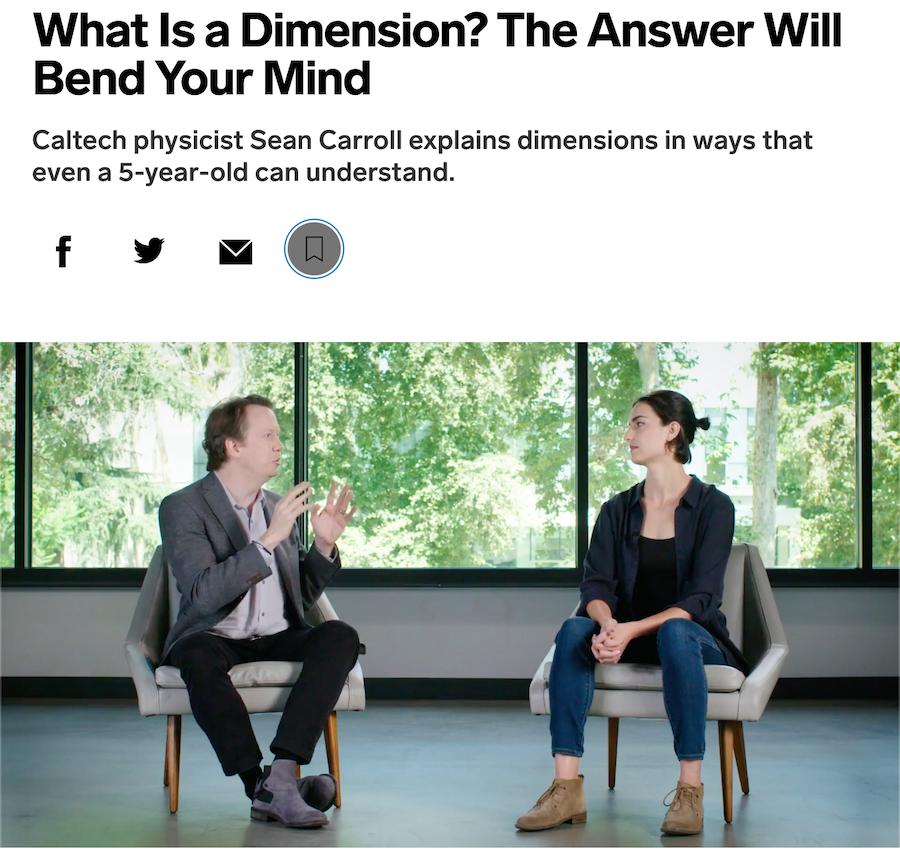 What Is a Dimension? The Answer Will
Bend Your Mind
Caltech physicist Sean Carroll explains dimensions in ways that
even a 5-year-old can understand.